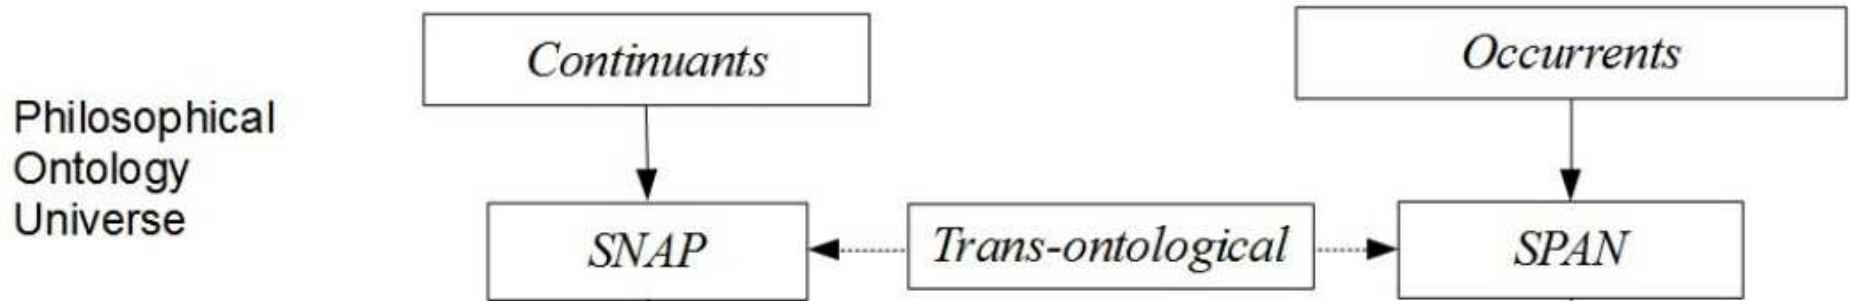 Continuants
Occurrents
Philosophical
Ontology
Universe
SNAP
Trans-ontological
SPAN